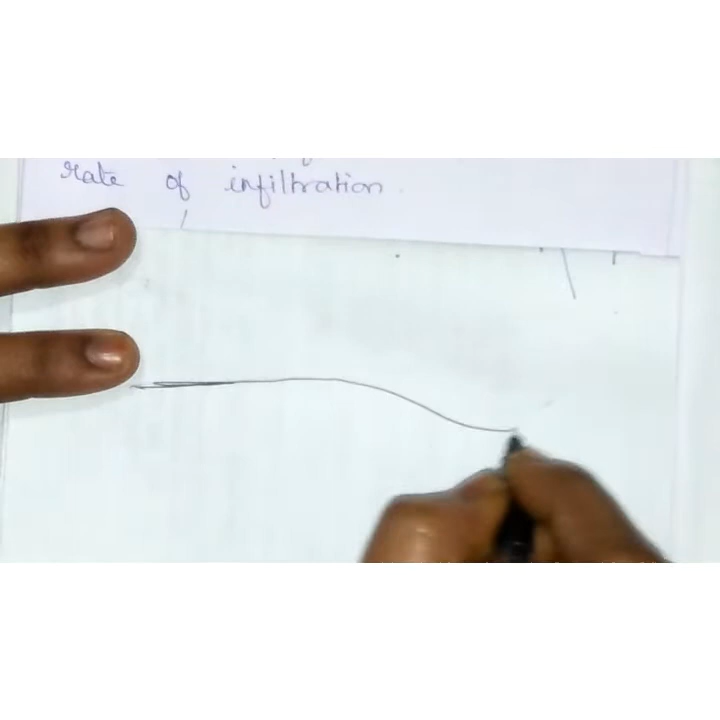 rate of infiltration.